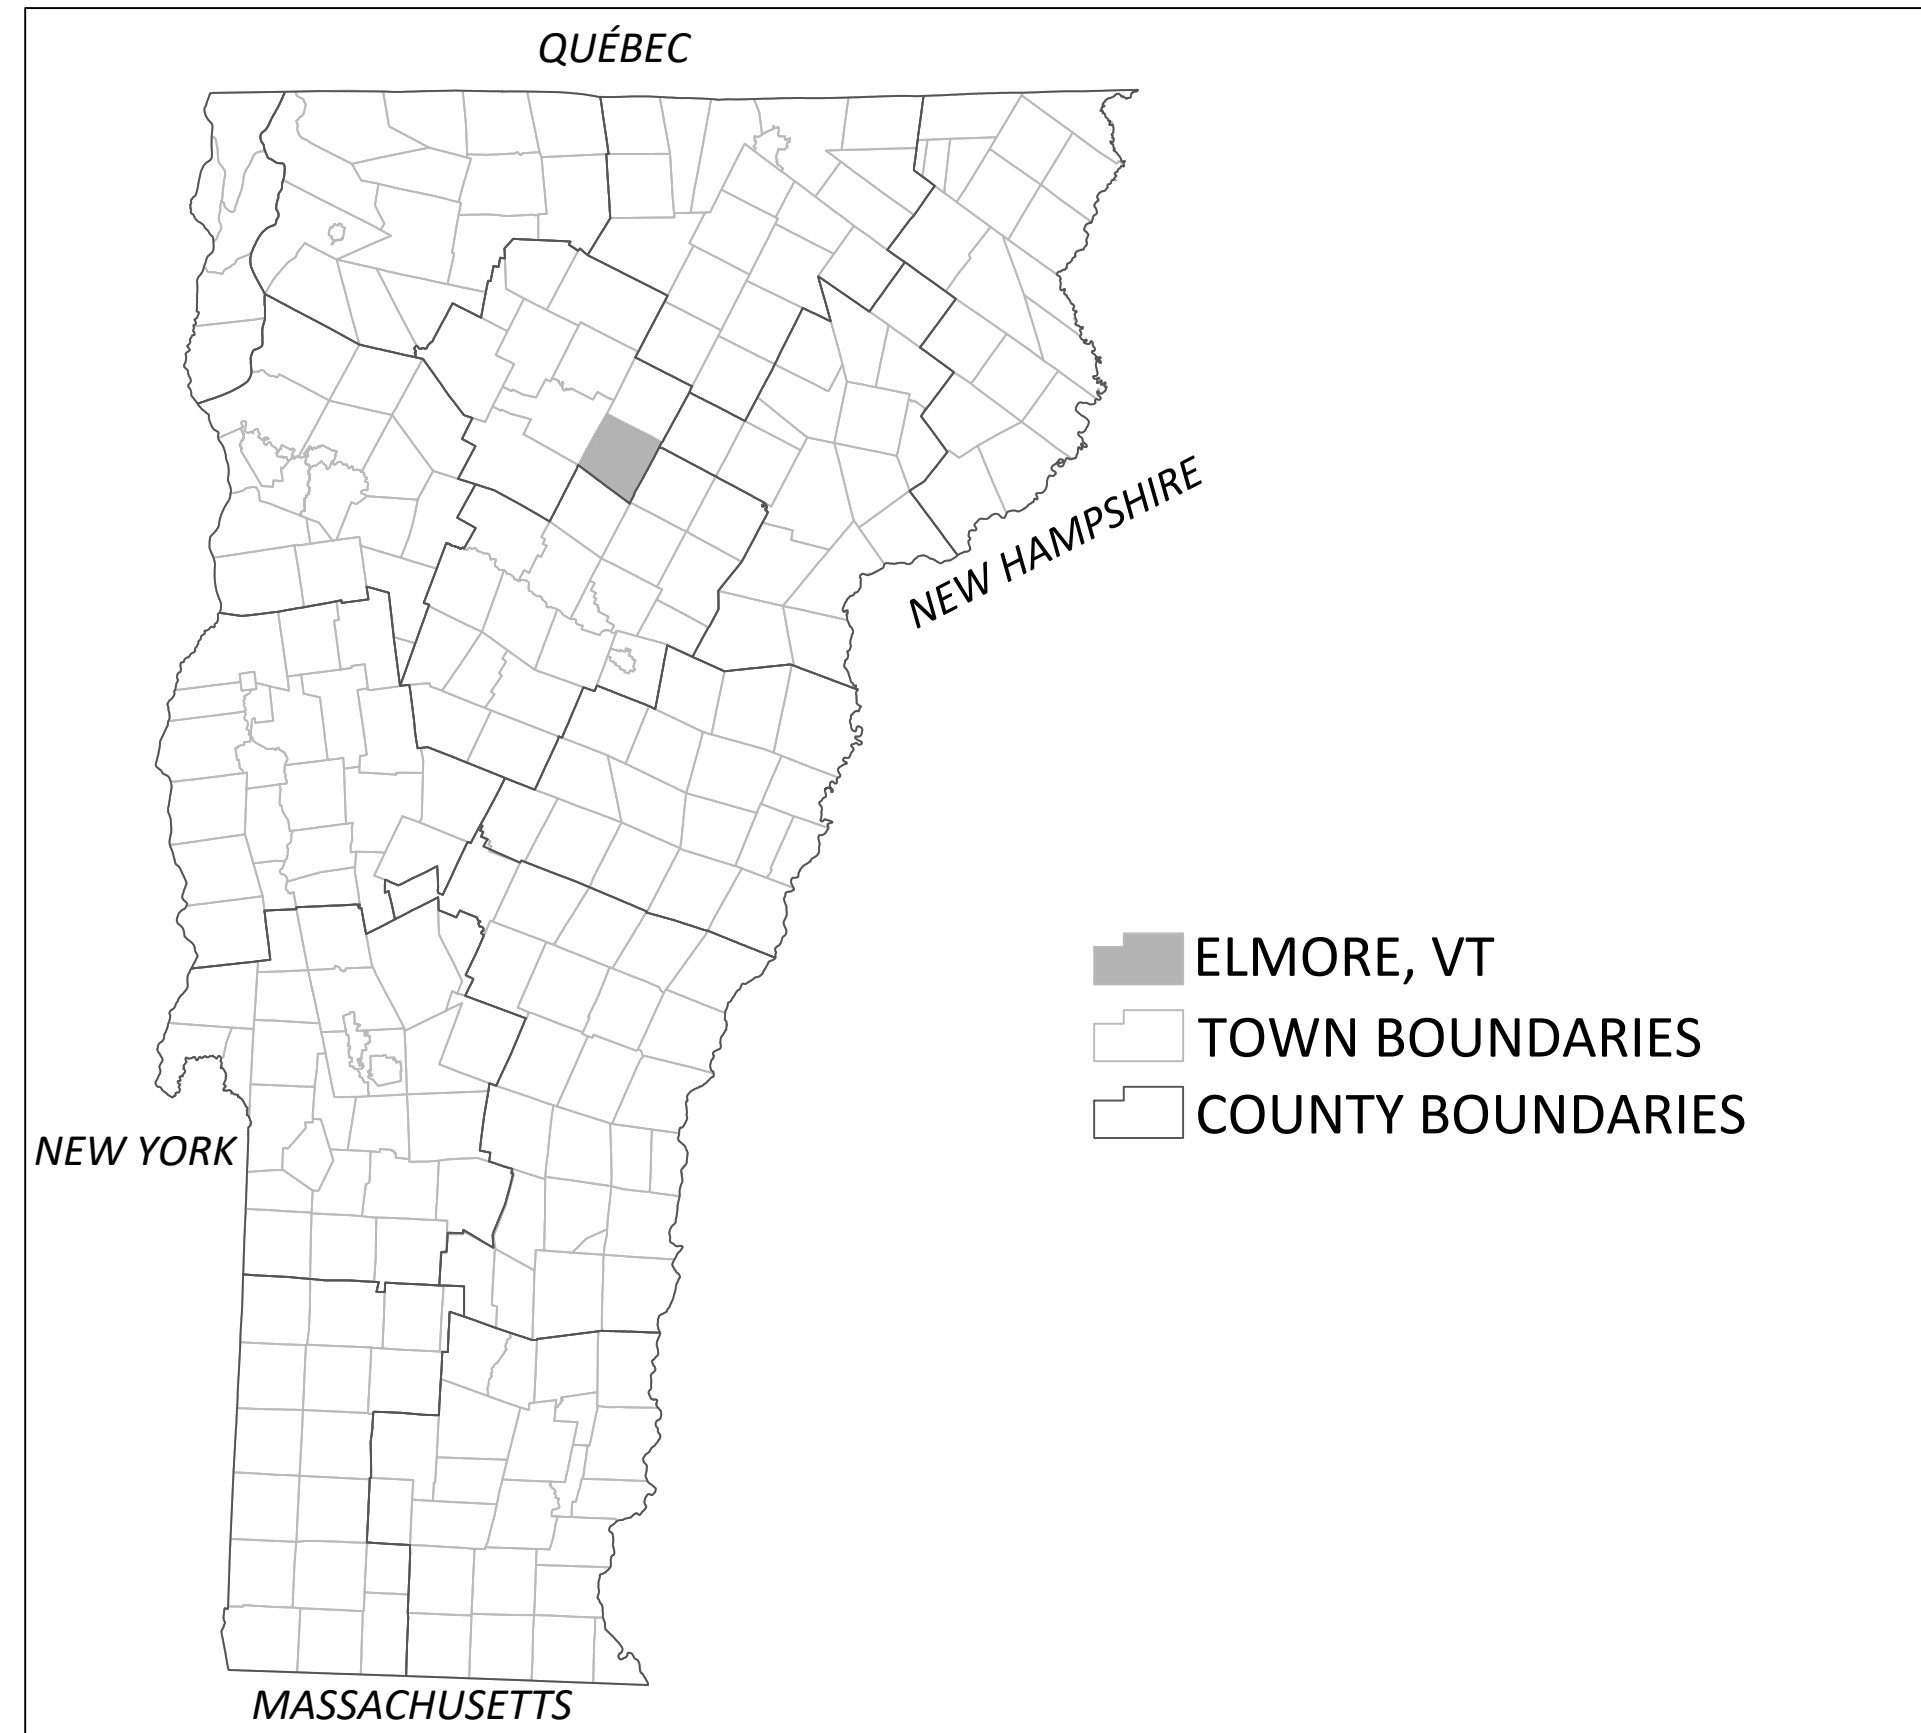 QUÉBEC
NEW HAMPSHIRE
ELMORE, VT
TOWN BOUNDARIES
COUNTY BOUNDARIES
NEW YORK
MASSACHUSETTS